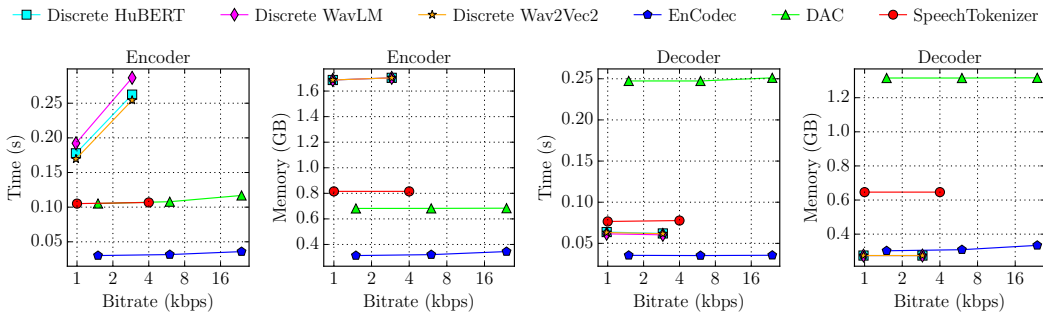 Discrete HuBERT Discrete WavLM Discrete Wav2Vec2 EnCodec DAC SpeechTokenizer
Encoder Encoder Decoder Decoder
Time (s)
0.25
0.20
0.15
0.10
0.05
1 2 4 8 16
Bitrate (kbps)
Memory (GB)
1.6
1.4
1.2
1.0
0.8
0.6
0.4
1 2 4 8 16
Bitrate (kbps)
Time (s)
0.25
0.20
0.15
0.10
0.05
1 2 4 8 16
Bitrate (kbps)
Memory (GB)
1.2
1.0
0.8
0.6
0.4
1 2 4 8 16
Bitrate (kbps)